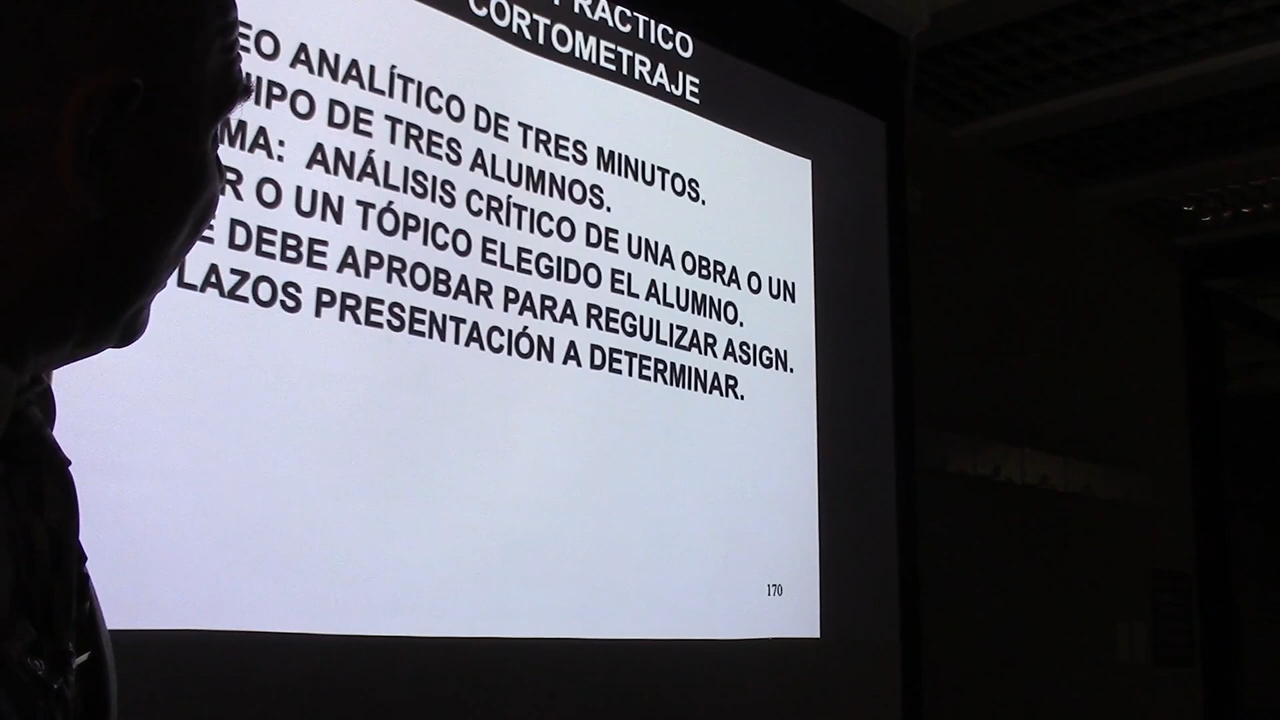 PRÁCTICO
CORTOMETRAJE
EO ANALÍTICO DE TRES MINUTOS.
IPO DE TRES ALUMNOS.
MA: ANÁLISIS CRÍTICO DE UNA OBRA O UN
R O UN TÓPICO ELEGIDO EL ALUMNO.
E DEBE APROBAR PARA REGULIZAR ASIGN.
LAZOS PRESENTACIÓN A DETERMINAR.
170